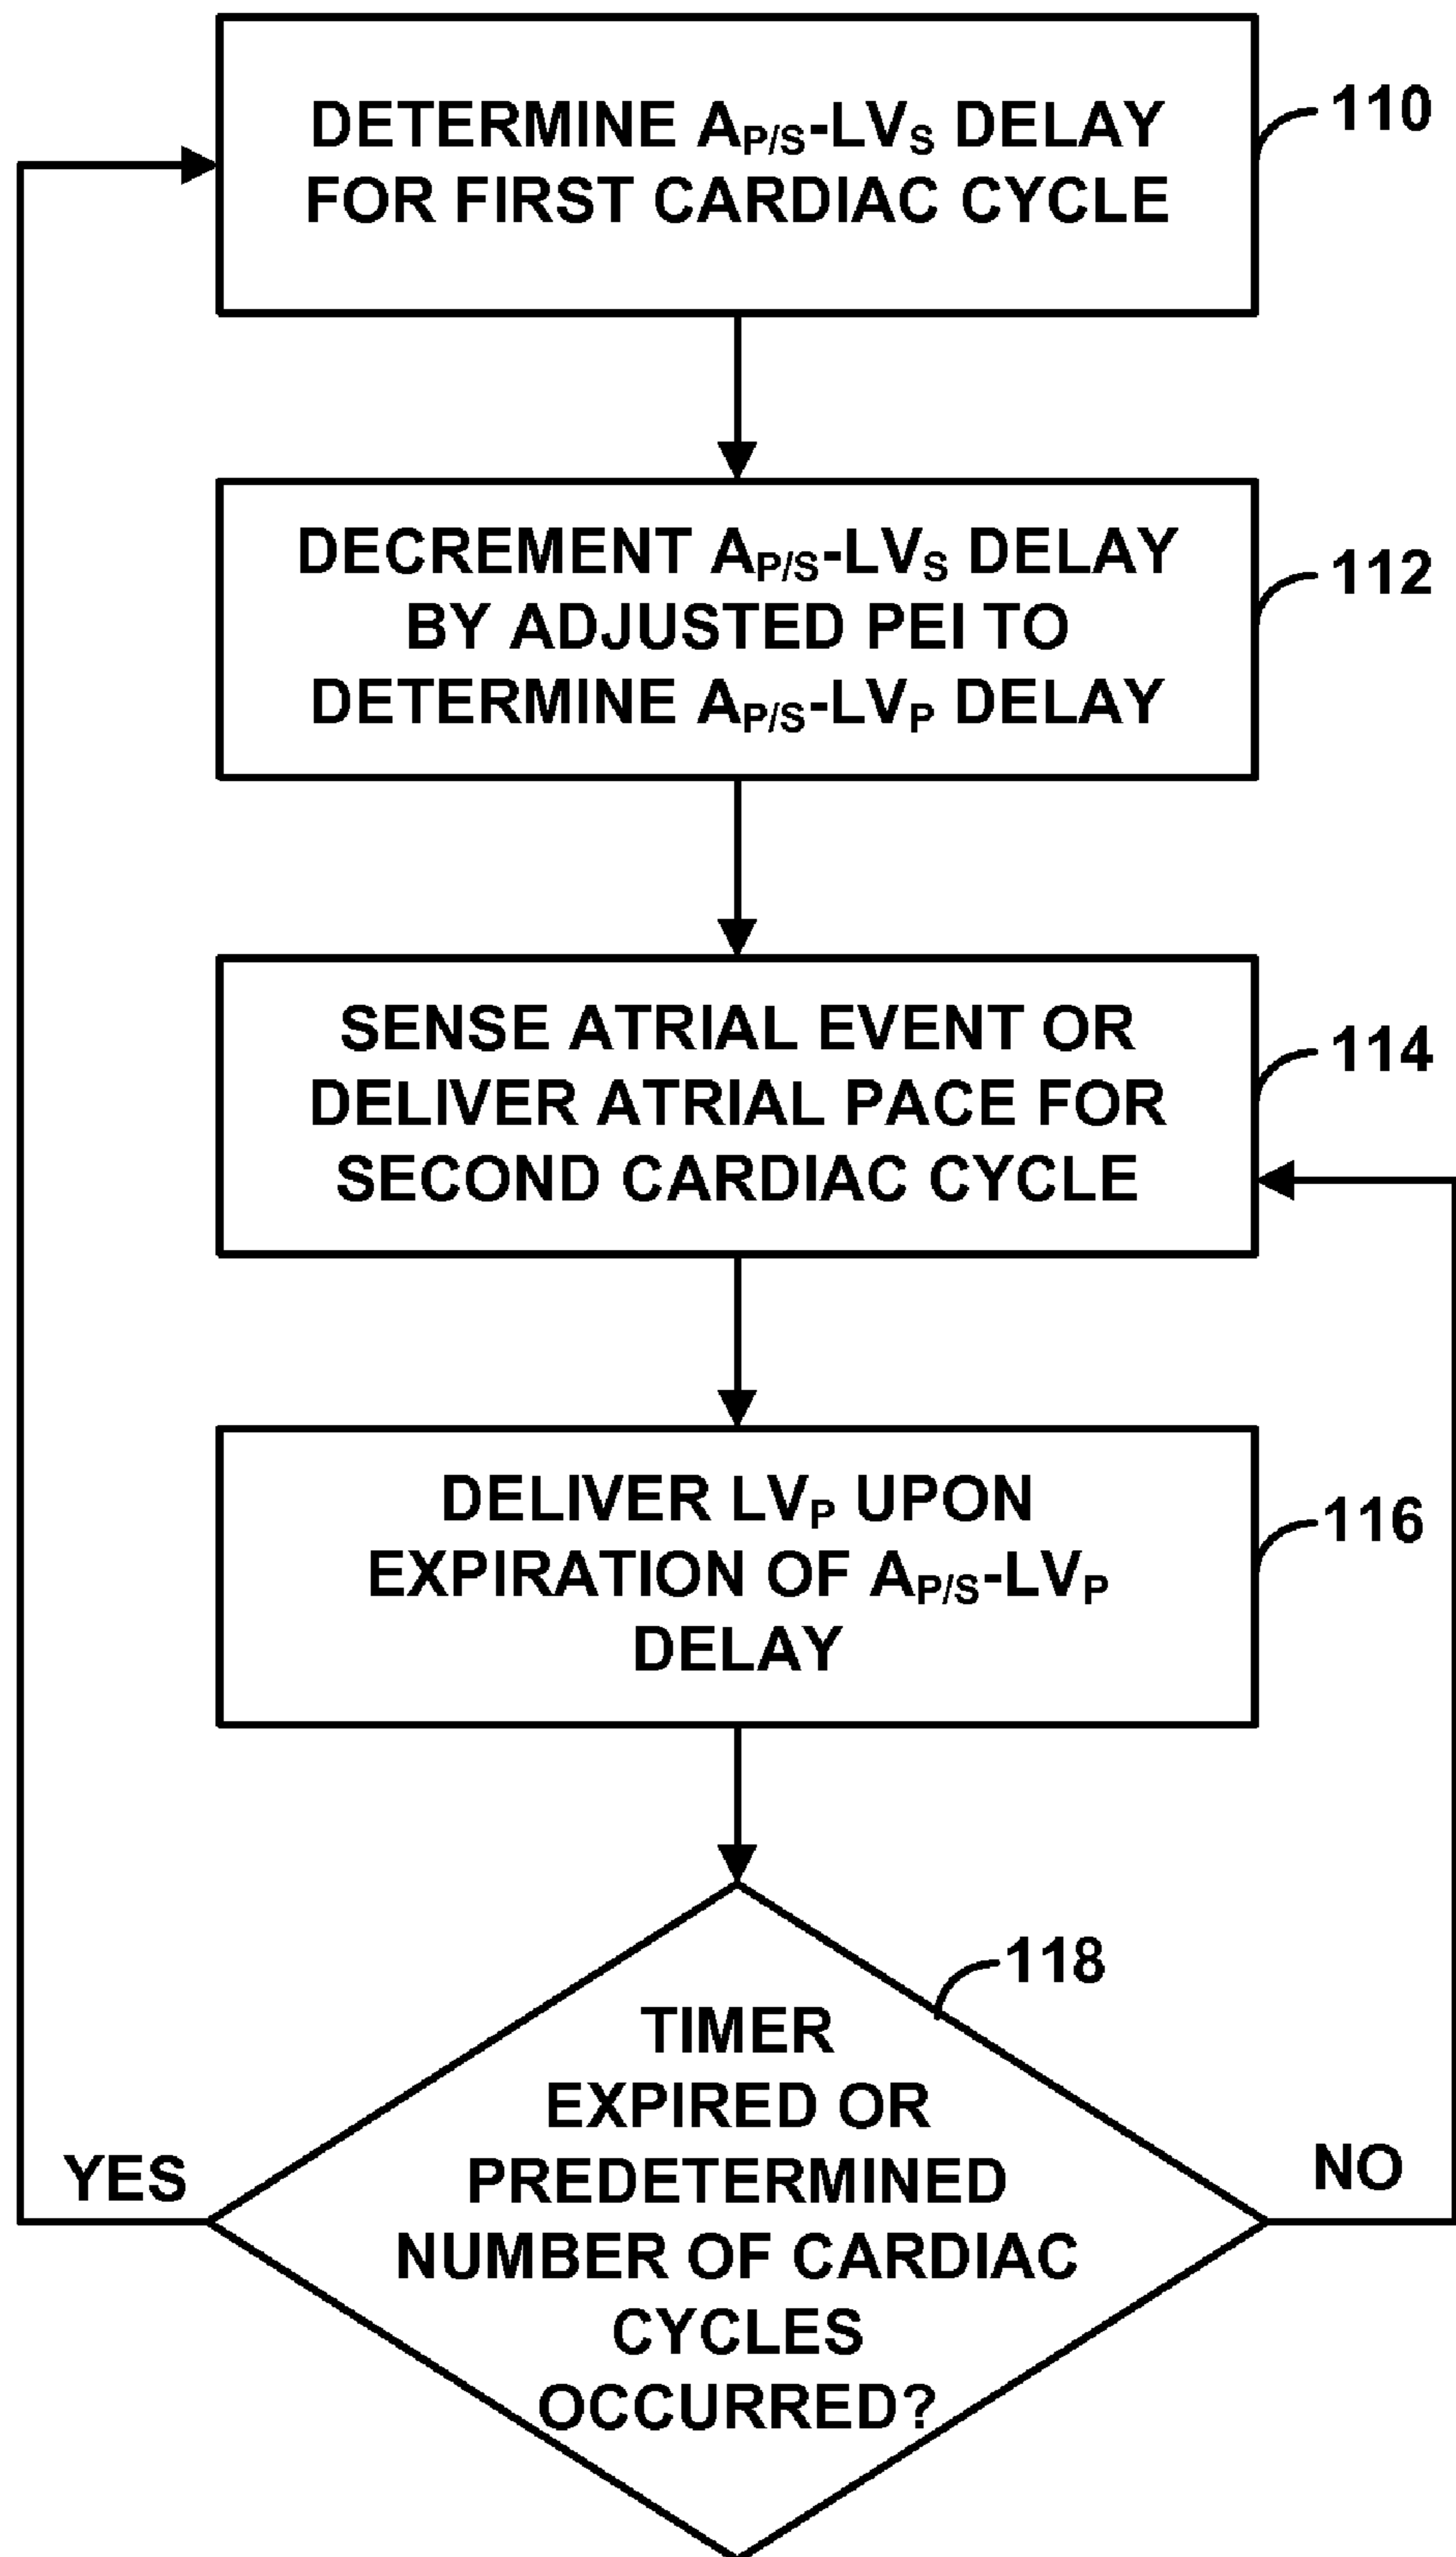 DETERMINE AP/S-LVS DELAY
FOR FIRST CARDIAC CYCLE
110
DECREMENT AP/S-LVS DELAY
BY ADJUSTED PEI TO
DETERMINE AP/S-LVP DELAY
112
SENSE ATRIAL EVENT OR
DELIVER ATRIAL PACE FOR
SECOND CARDIAC CYCLE
114
DELIVER LVP UPON
EXPIRATION OF AP/S-LVP
DELAY
116
118
TIMER
EXPIRED OR
PREDETERMINED
NUMBER OF CARDIAC
CYCLES
OCCURRED?
YES
NO